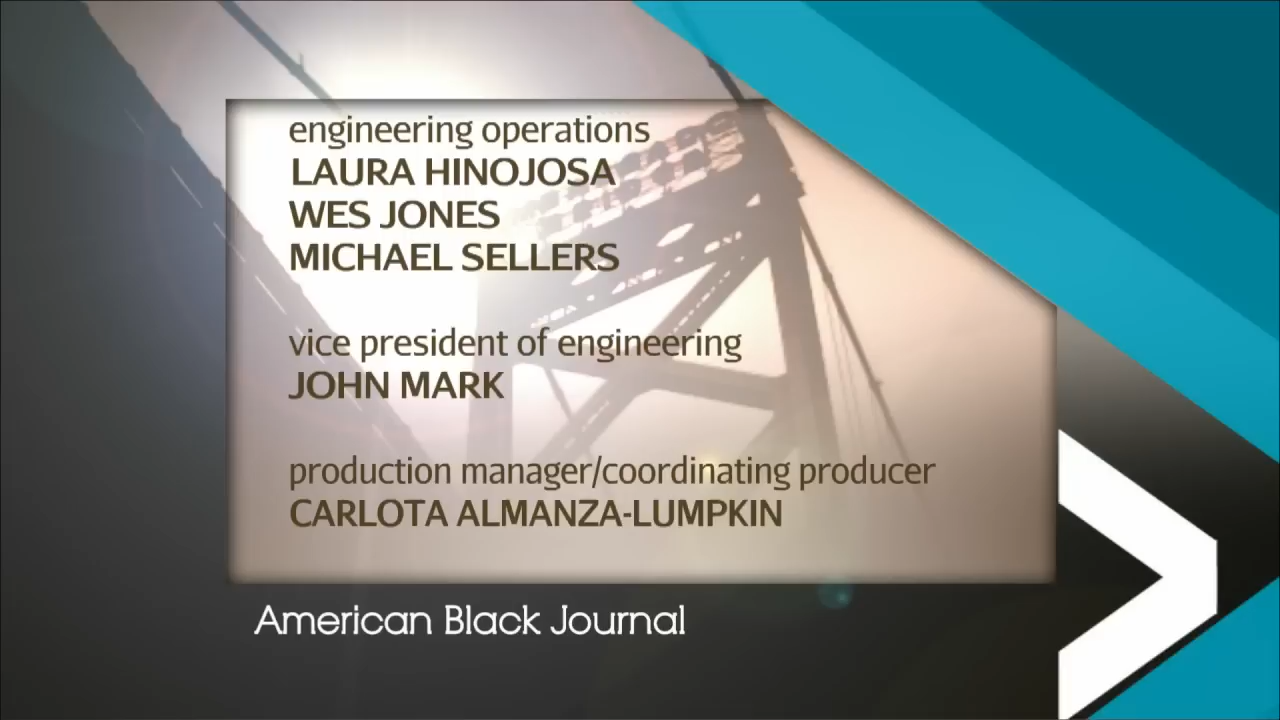 engineering operations
LAURA HINOJOSA
WES JONES
MICHAEL SELLERS
vice president of engineering
JOHN MARK
production manager/coordinating producer
CARLOTA ALMANZA-LUMPKIN
American Black Journal